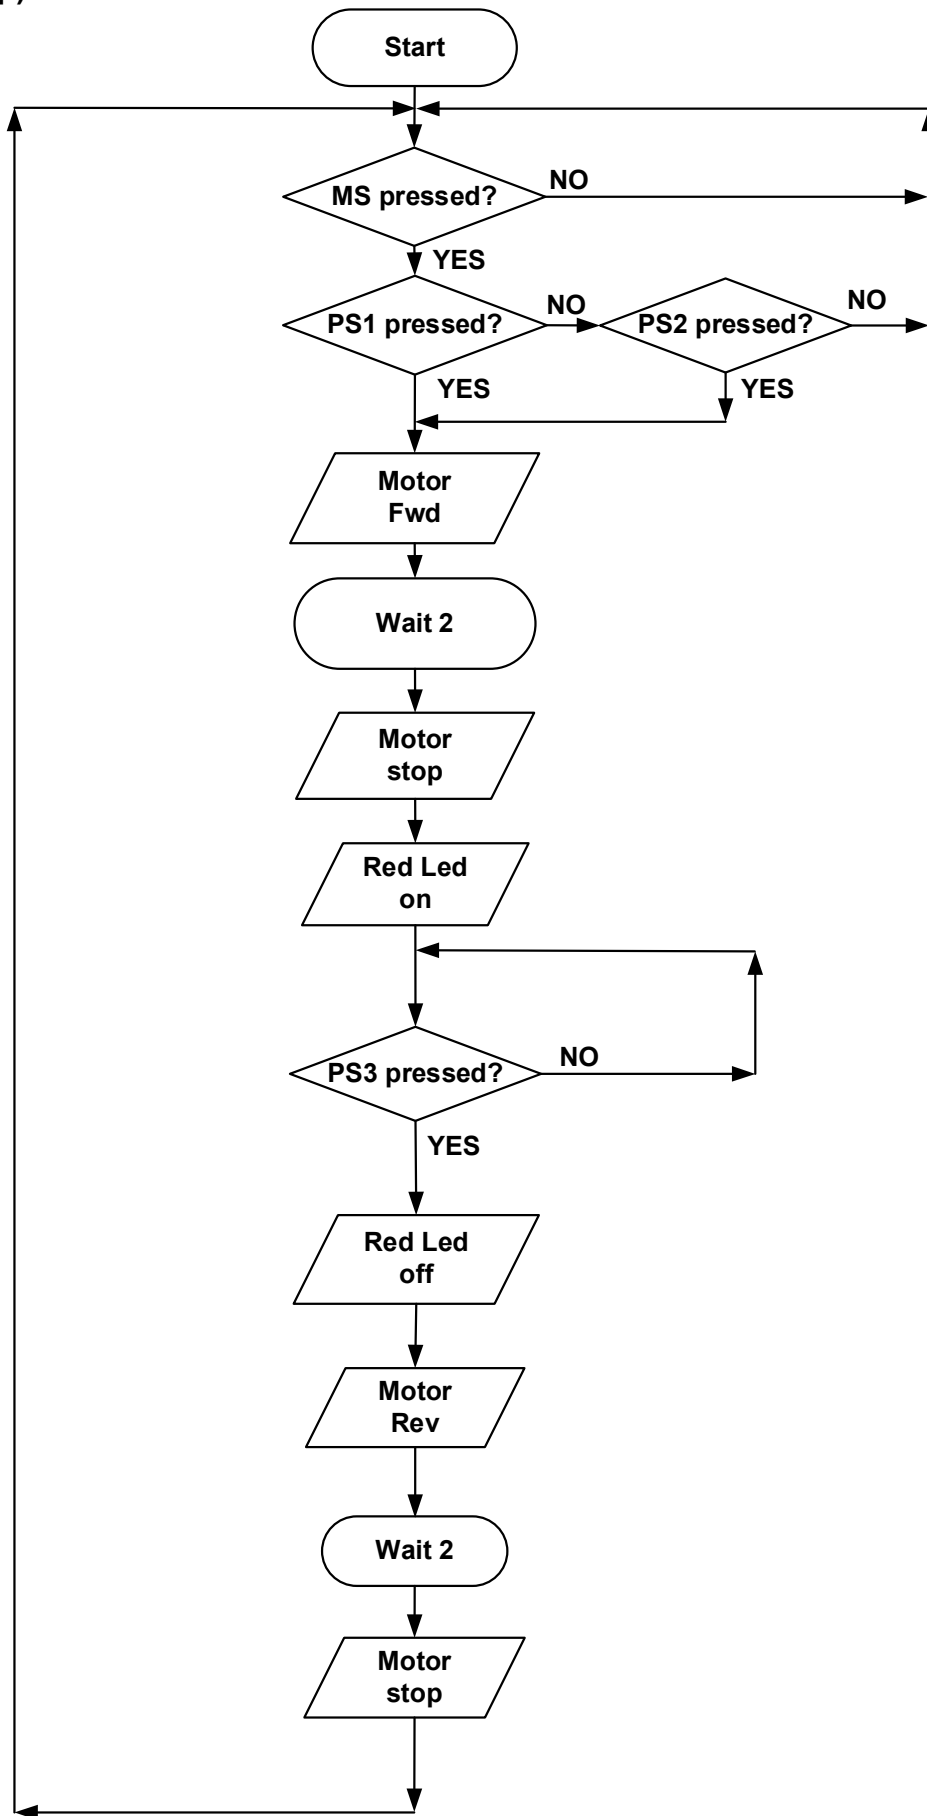 Start
MS pressed?
NO
YES
PS1 pressed?
NO
PS2 pressed?
NO
YES
YES
Motor
Fwd
Wait 2
Motor
stop
Red Led
on
PS3 pressed?
NO
YES
Red Led
off
Motor
Rev
Wait 2
Motor
stop